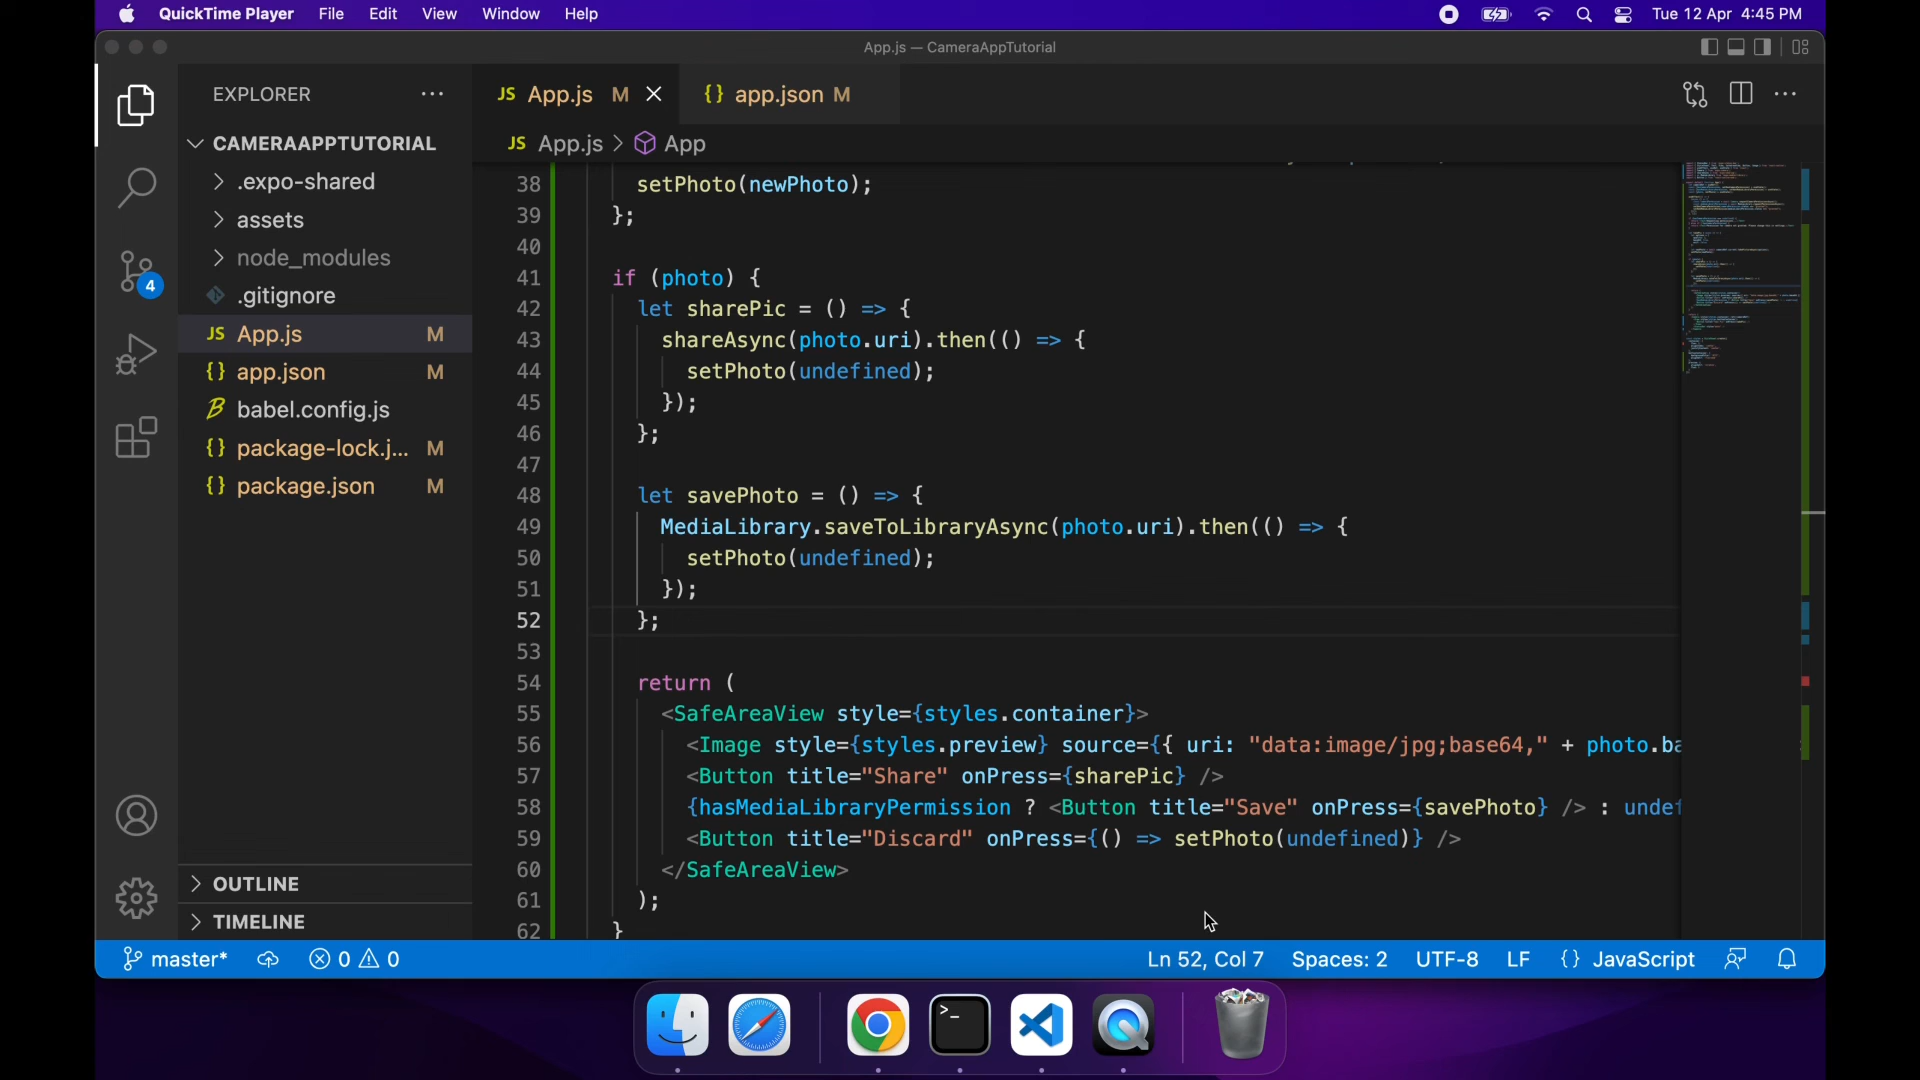 QuickTime Player File Edit View Window Help Tue 12 Apr 4:45 PM
App.js — CameraAppTutorial
EXPLORER
JS App.js M
{} app.json M
CAMERAAPPTUTORIAL
JS App.js > App
.expo-shared
assets
node_modules
.gitignore
JS App.js M
{} app.json M
babel.config.js
{} package-lock.j... M
{} package.json M
4
OUTLINE
TIMELINE
38 setPhoto(newPhoto);
39 };
40
41 if (photo) {
42 let sharePic = () => {
43 shareAsync(photo.uri).then(() => {
44 setPhoto(undefined);
45 });
46 };
47
48 let savePhoto = () => {
49 MediaLibrary.saveToLibraryAsync(photo.uri).then(() => {
50 setPhoto(undefined);
51 });
52 };
53
54 return (
55 <SafeAreaView style={styles.container}>
56 <Image style={styles.preview} source={{ uri: "data:image/jpg;base64," + photo.ba
57 <Button title="Share" onPress={sharePic} />
58 {hasMediaLibraryPermission ? <Button title="Save" onPress={savePhoto} /> : undef
59 <Button title="Discard" onPress={() => setPhoto(undefined)} />
60 </SafeAreaView>
61 );
62 }
master* 0 0 Ln 52, Col 7 Spaces: 2 UTF-8 LF {} JavaScript